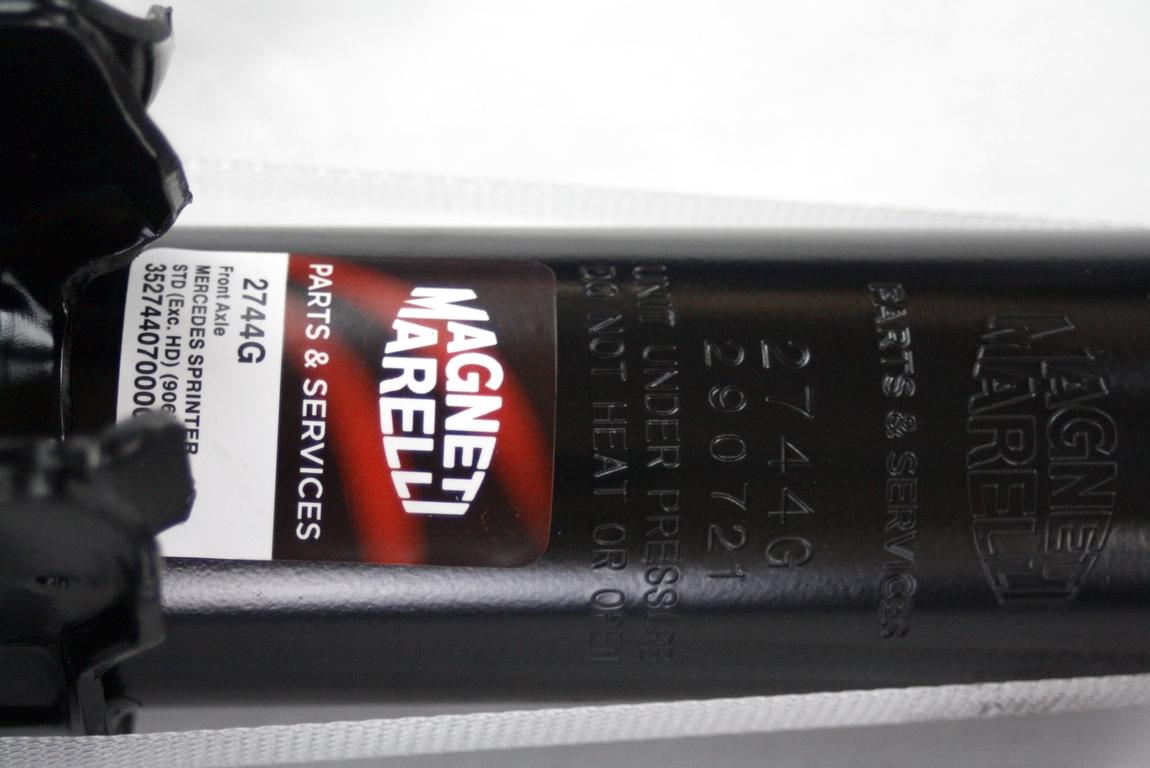 MAGNETI
MARELLI
PARTS & SERVICES
2744G
290721
UNIT UNDER PRESSURE
DO NOT HEAT OR OPEN
MAGNETI
MARELLI
PARTS & SERVICES
2744G
Front Axle
MERCEDES SPRINTER
STD (Exc. HD) (906
35274407000